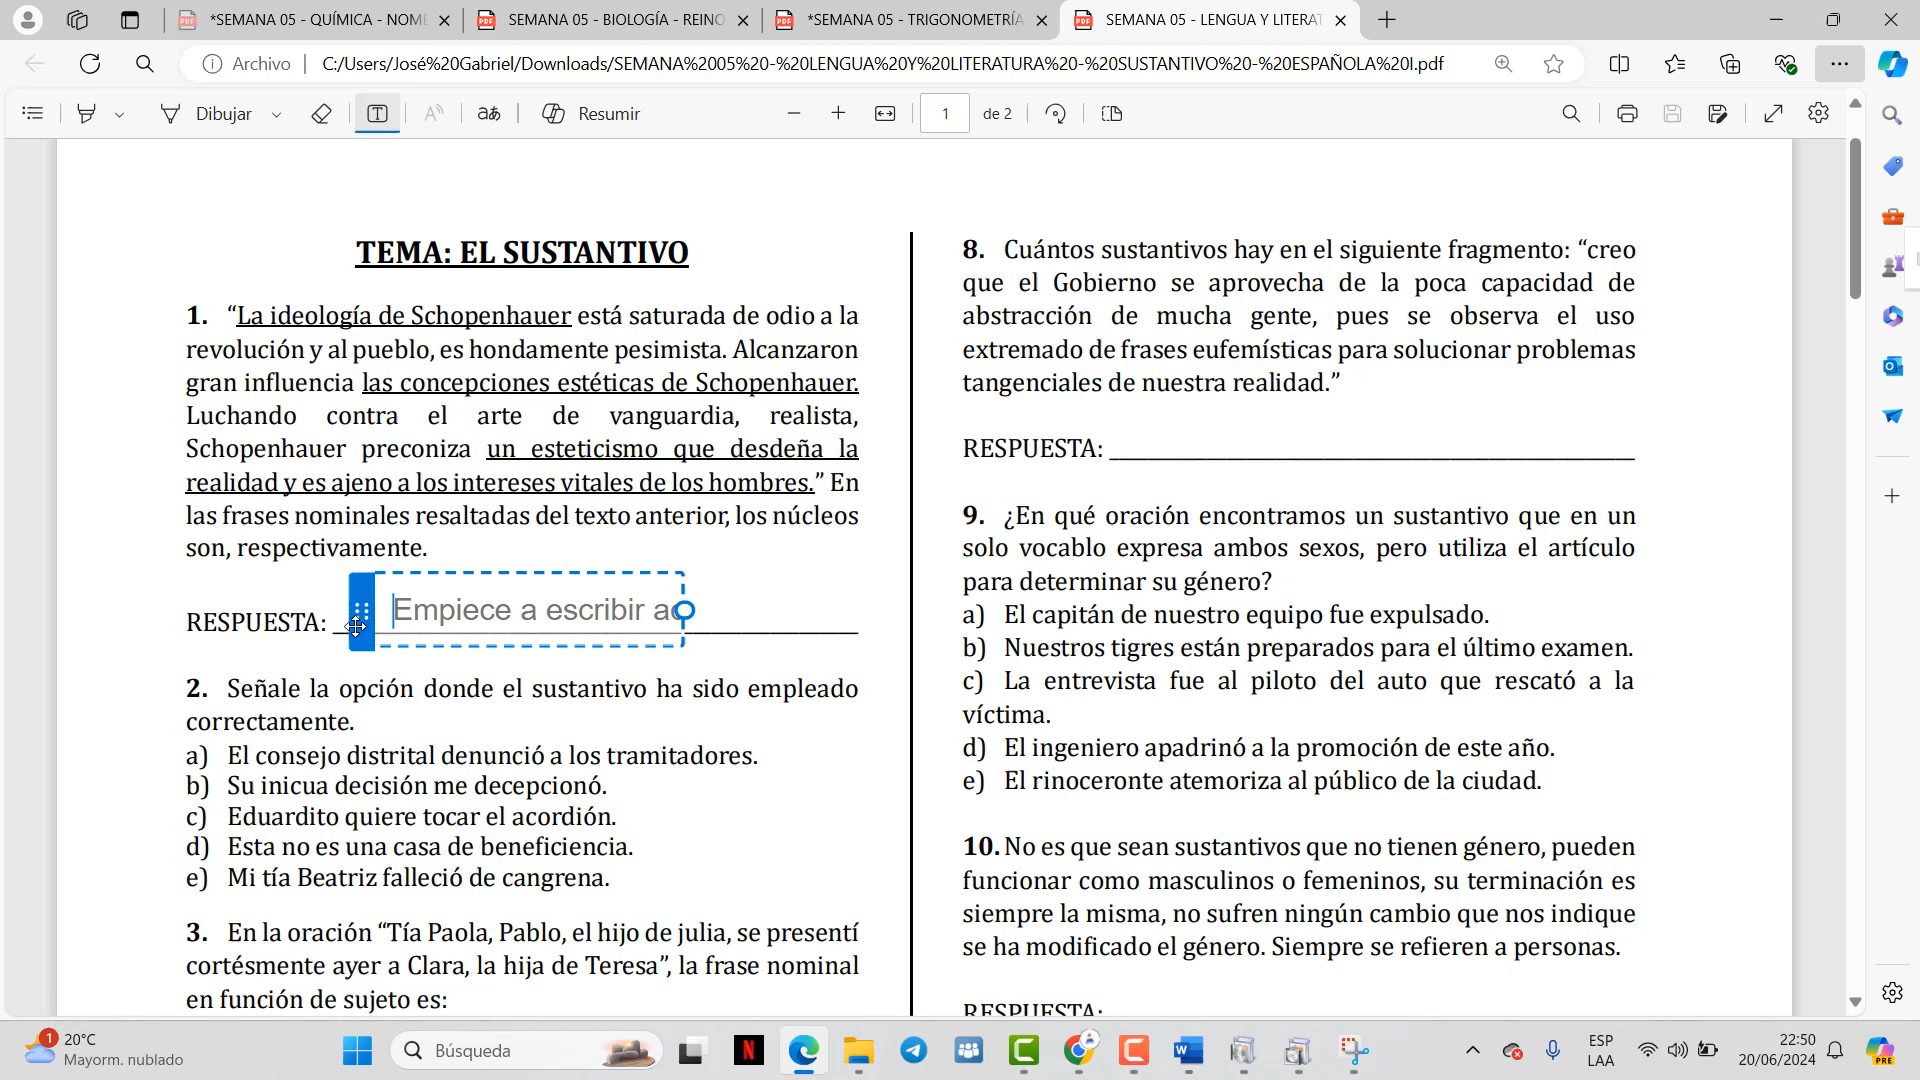 *SEMANA 05 - QUÍMICA - NOM
SEMANA 05 - BIOLOGÍA - REINO
*SEMANA 05 - TRIGONOMETRÍA
SEMANA 05 - LENGUA Y LITERAT
Archivo
C:/Users/José%20Gabriel/Downloads/SEMANA%2005%20-%20LENGUA%20Y%20LITERATURA%20-%20SUSTANTIVO%20-%20ESPAÑOLA%20I.pdf
Dibujar
Resumir
1
de 2
TEMA: EL SUSTANTIVO
1. “La ideología de Schopenhauer está saturada de odio a la
revolución y al pueblo, es hondamente pesimista. Alcanzaron
gran influencia las concepciones estéticas de Schopenhauer.
Luchando contra el arte de vanguardia, realista,
Schopenhauer preconiza un esteticismo que desdeña la
realidad y es ajeno a los intereses vitales de los hombres.” En
las frases nominales resaltadas del texto anterior, los núcleos
son, respectivamente.
RESPUESTA:
Empiece a escribir
2. Señale la opción donde el sustantivo ha sido empleado
correctamente.
a) El consejo distrital denunció a los tramitadores.
b) Su inicua decisión me decepcionó.
c) Eduardito quiere tocar el acordión.
d) Esta no es una casa de beneficiencia.
e) Mi tía Beatriz falleció de cangrena.
3. En la oración “Tía Paola, Pablo, el hijo de julia, se presentí
cortésmente ayer a Clara, la hija de Teresa”, la frase nominal
en función de sujeto es:
8. Cuántos sustantivos hay en el siguiente fragmento: “creo
que el Gobierno se aprovecha de la poca capacidad de
abstracción de mucha gente, pues se observa el uso
extremado de frases eufemísticas para solucionar problemas
tangenciales de nuestra realidad.”
RESPUESTA:
9. ¿En qué oración encontramos un sustantivo que en un
solo vocablo expresa ambos sexos, pero utiliza el artículo
para determinar su género?
a) El capitán de nuestro equipo fue expulsado.
b) Nuestros tigres están preparados para el último examen.
c) La entrevista fue al piloto del auto que rescató a la
víctima.
d) El ingeniero apadrinó a la promoción de este año.
e) El rinoceronte atemoriza al público de la ciudad.
10. No es que sean sustantivos que no tienen género, pueden
funcionar como masculinos o femeninos, su terminación es
siempre la misma, no sufren ningún cambio que nos indique
se ha modificado el género. Siempre se refieren a personas.
RESPUESTA:
1
20°C
Mayorm. nublado
Búsqueda
ESP
LAA
22:50
20/06/2024